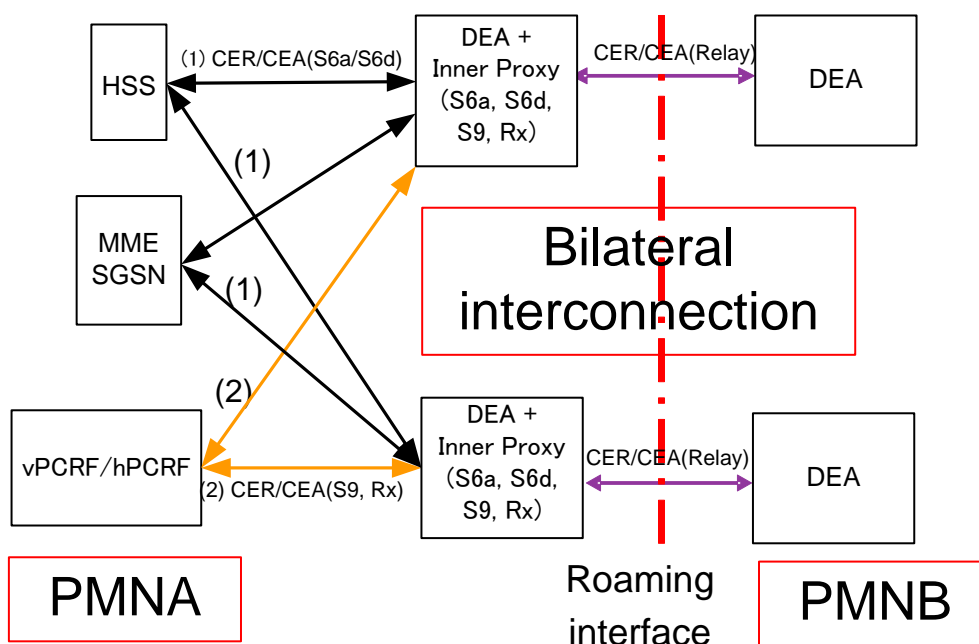 HSS
(1) CER/CEA(S6a/S6d)
DEA +
Inner Proxy
(S6a, S6d,
S9, Rx)
CER/CEA(Relay)
DEA
(1)
MME
SGSN
(1)
Bilateral
interconnection
(2)
vPCRF/hPCRF
(2) CER/CEA(S9, Rx)
DEA +
Inner Proxy
(S6a, S6d,
S9, Rx)
CER/CEA(Relay)
DEA
PMNA
Roaming
interface
PMNB